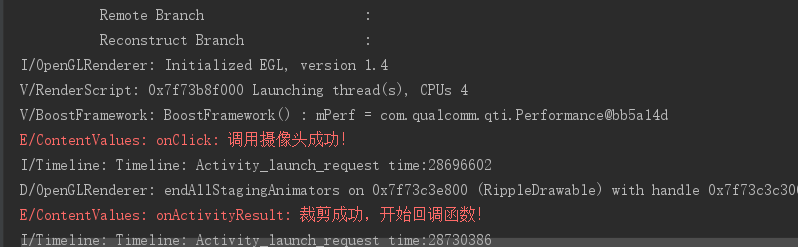 Remote Branch :
Reconstruct Branch :
I/OpenGLRenderer: Initialized EGL, version 1.4
V/RenderScript: 0x7f73b8f000 Launching thread(s), CPUs 4
V/BoostFramework: BoostFramework() : mPerf = com.qualcomm.qti.Performance@bb5a14d
E/ContentValues: onClick: 调用摄像头成功!
I/Timeline: Timeline: Activity_launch_request time:28696602
D/OpenGLRenderer: endAllStagingAnimators on 0x7f73c3e800 (RippleDrawable) with handle 0x7f73c3c300
E/ContentValues: onActivityResult: 裁剪成功, 开始回调函数!
I/Timeline: Timeline: Activity_launch_request time:28730386